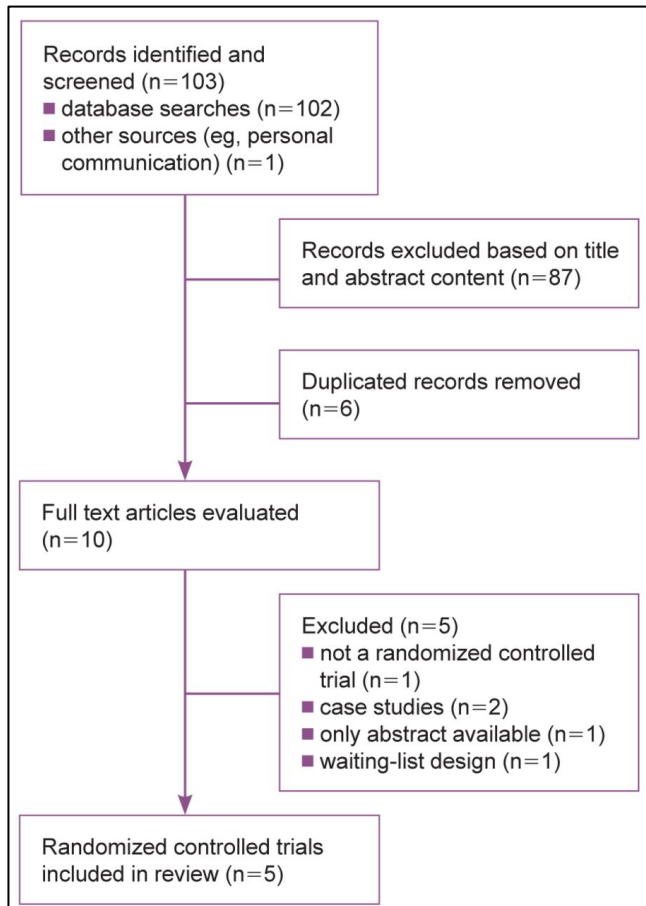 Records identified and
screened (n=103)
■ database searches (n=102)
■ other sources (eg, personal
communication) (n=1)
Records excluded based on title
and abstract content (n=87)
Duplicated records removed
(n=6)
Full text articles evaluated
(n=10)
Excluded (n=5)
■ not a randomized controlled
trial (n=1)
■ case studies (n=2)
■ only abstract available (n=1)
■ waiting-list design (n=1)
Randomized controlled trials
included in review (n=5)